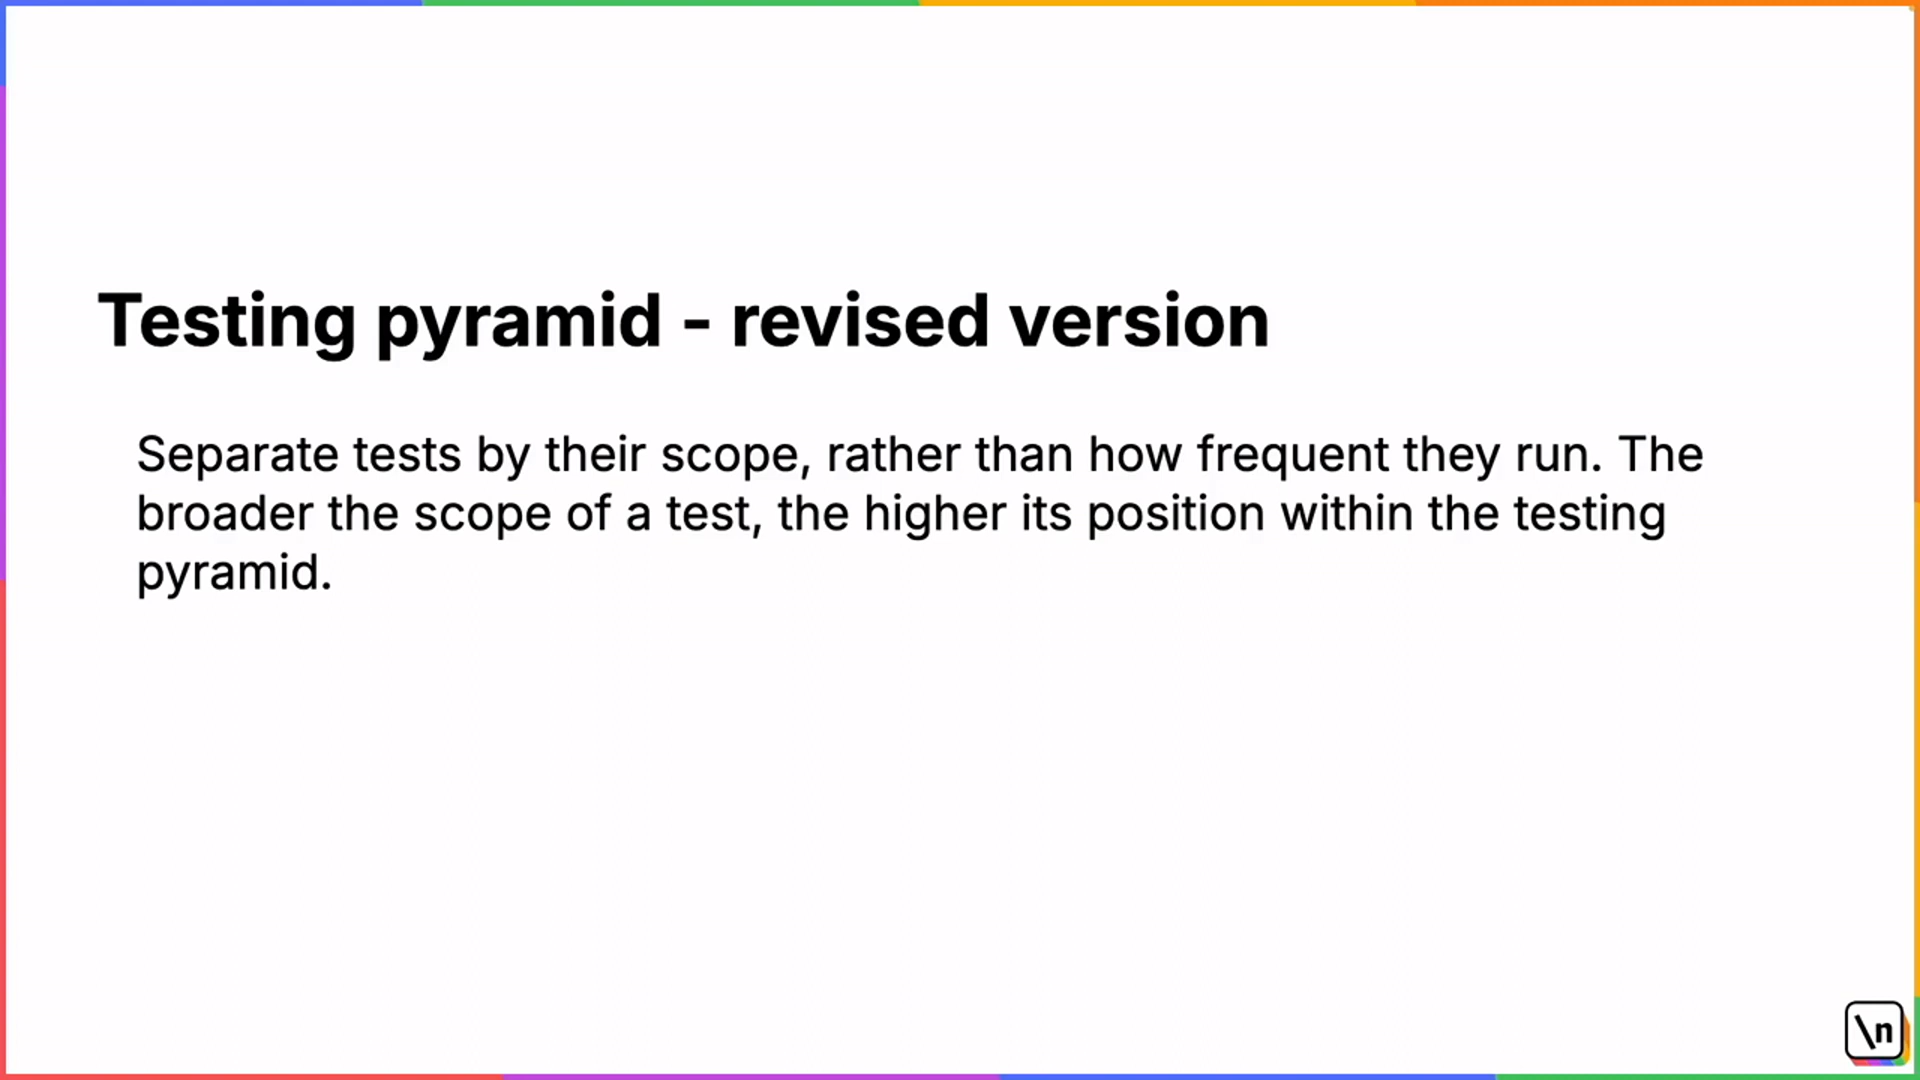 Testing pyramid - revised version
Separate tests by their scope, rather than how frequent they run. The
broader the scope of a test, the higher its position within the testing
pyramid.
\n